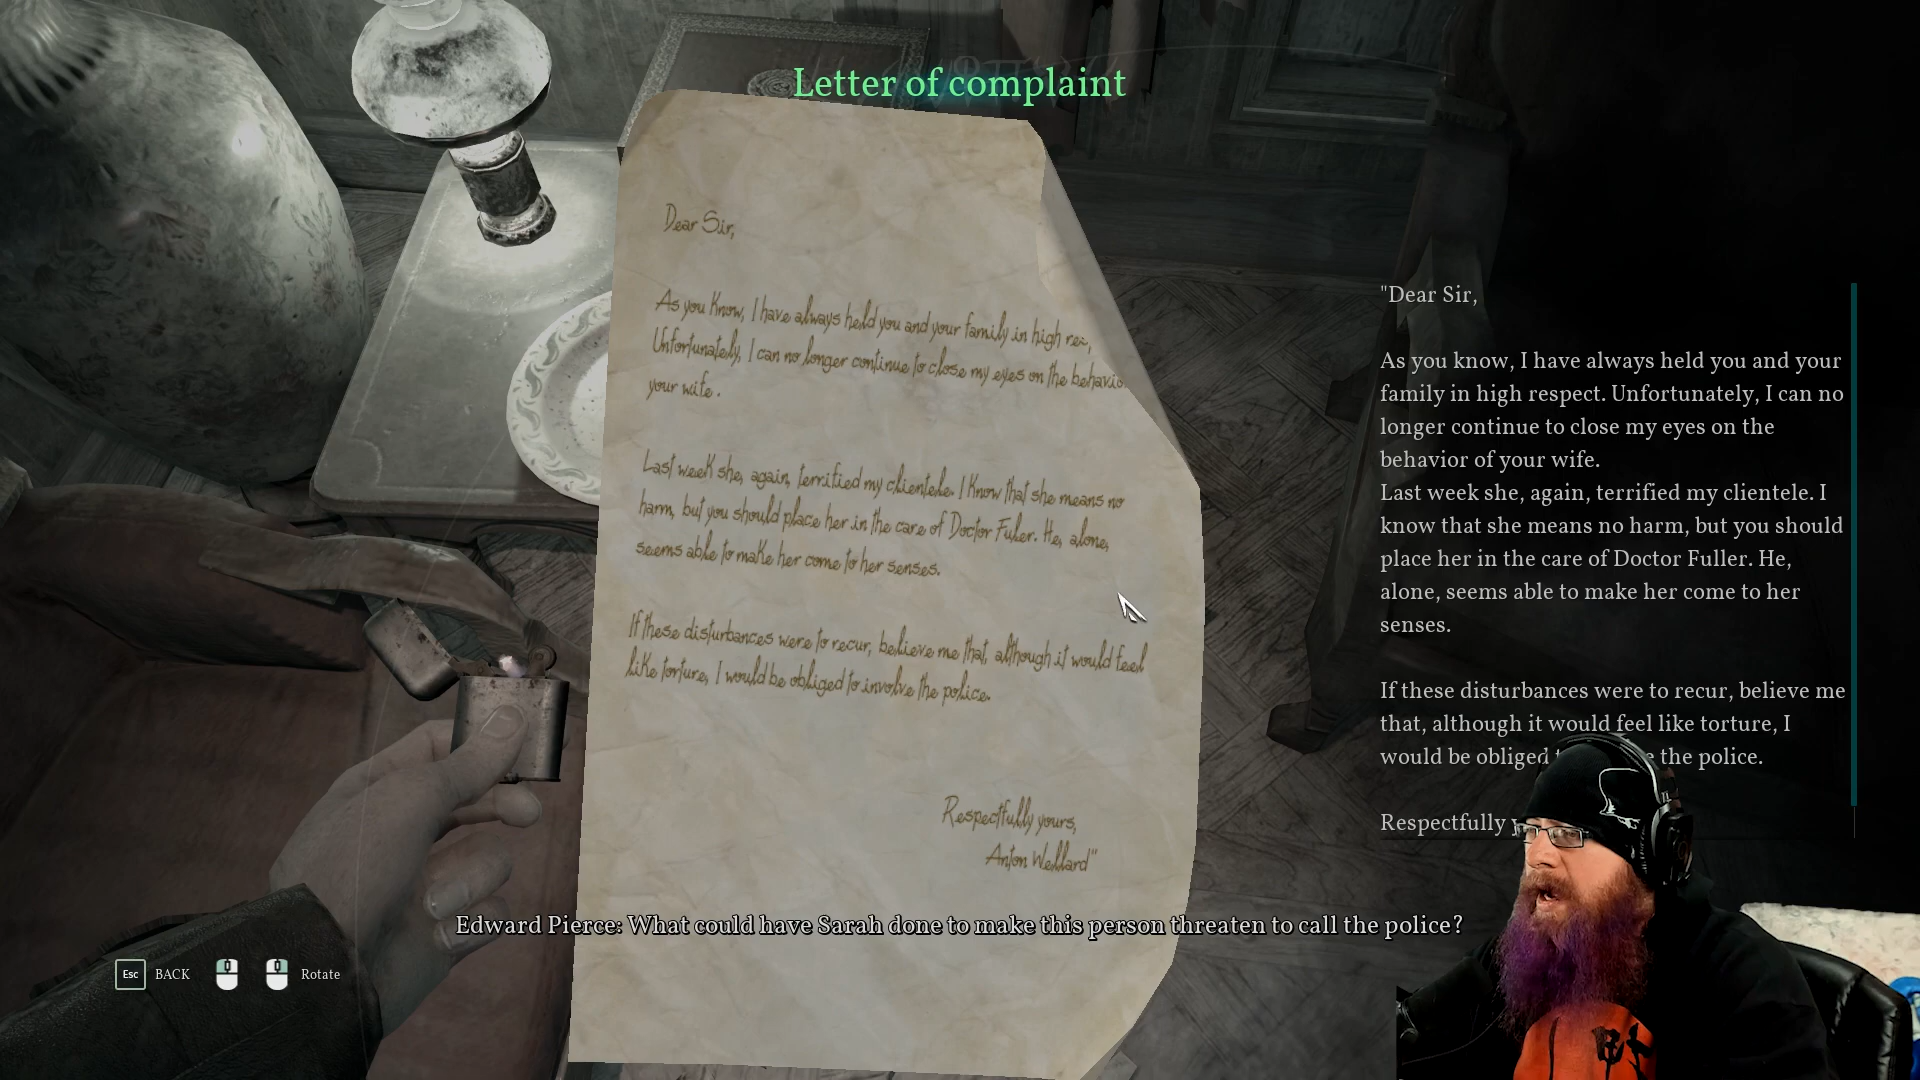 Letter of complaint
Dear Sir,
As you know, I have always held you and your family in high
Unfortunately, I can no longer continue to close my eyes on the
your wife.
Last week she, again, terrified my clientele. I know that she means no
harm, but you should place her in the care of Doctor Fuller. He, alone,
seems able to make her come to her senses.
If these disturbances were to recur, believe me that, although it would feel
like torture, I would be obliged to involve the police.
Respectfully yours,
Anton Wellard"
"Dear Sir,
As you know, I have always held you and your
family in high respect. Unfortunately, I can no
longer continue to close my eyes on the
behavior of your wife.
Last week she, again, terrified my clientele. I
know that she means no harm, but you should
place her in the care of Doctor Fuller. He,
alone, seems able to make her come to her
senses.
If these disturbances were to recur, believe me
that, although it would feel like torture, I
would be obliged the police.
Respectfully
Edward Pierce: What could have Sarah done to make this person threaten to call the police?
Esc BACK Rotate